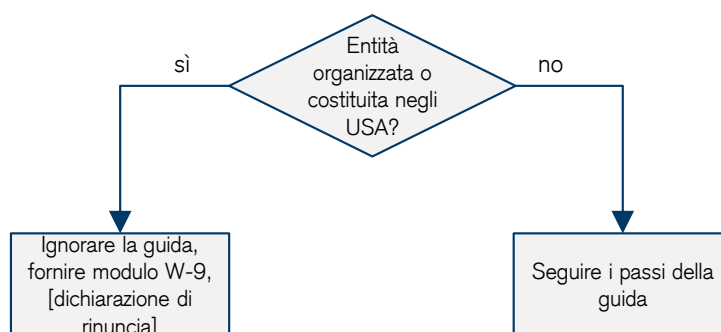 Entità
organizzata o
costituita negli
USA?
sì
no
Ignorare la guida,
fornire modulo W-9,
[dichiarazione di
rinuncia]
Seguire i passi della
guida